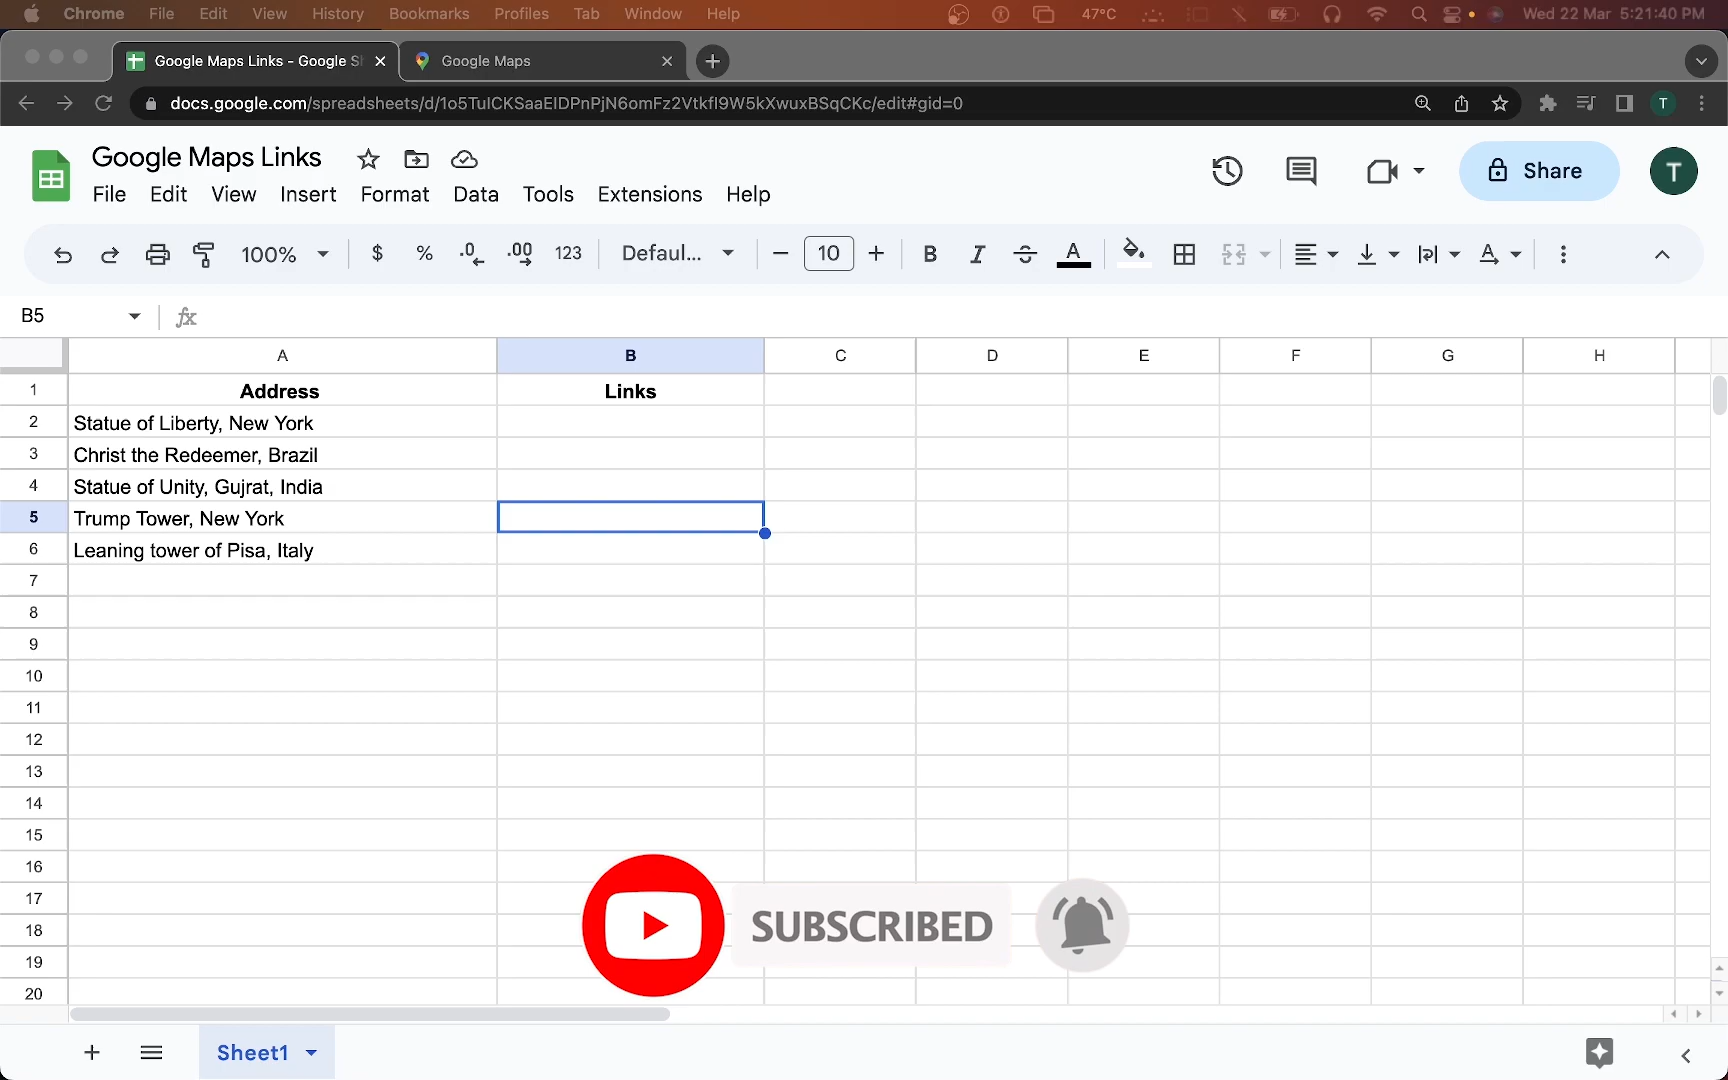 Chrome File Edit View History Bookmarks Profiles Tab Window Help 47°C Wed 22 Mar 5:21:40 PM
Google Maps Links - Google S
Google Maps
docs.google.com/spreadsheets/d/1o5TuICKSaaEIDPnPjN6omFz2VtkfI9W5kXwuxBSqCKc/edit#gid=0
T
Google Maps Links
File Edit View Insert Format Data Tools Extensions Help
Share
T
100% $ % .0 .00 123 Defaul... 10 B I S A
B5 fx
A B C D E F G H
1 Address Links
2 Statue of Liberty, New York
3 Christ the Redeemer, Brazil
4 Statue of Unity, Gujrat, India
5 Trump Tower, New York
6 Leaning tower of Pisa, Italy
7
8
9
10
11
12
13
14
15
16
17
18
19
20
SUBSCRIBED
Sheet1